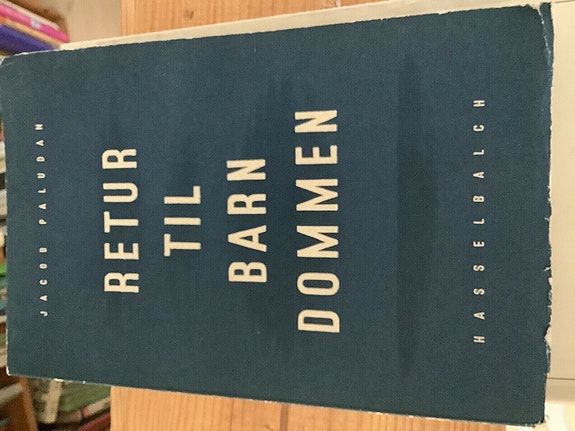 JACOB PALUDAN
RETUR
TIL
BARN
DOMMEN
HASSELBALCH